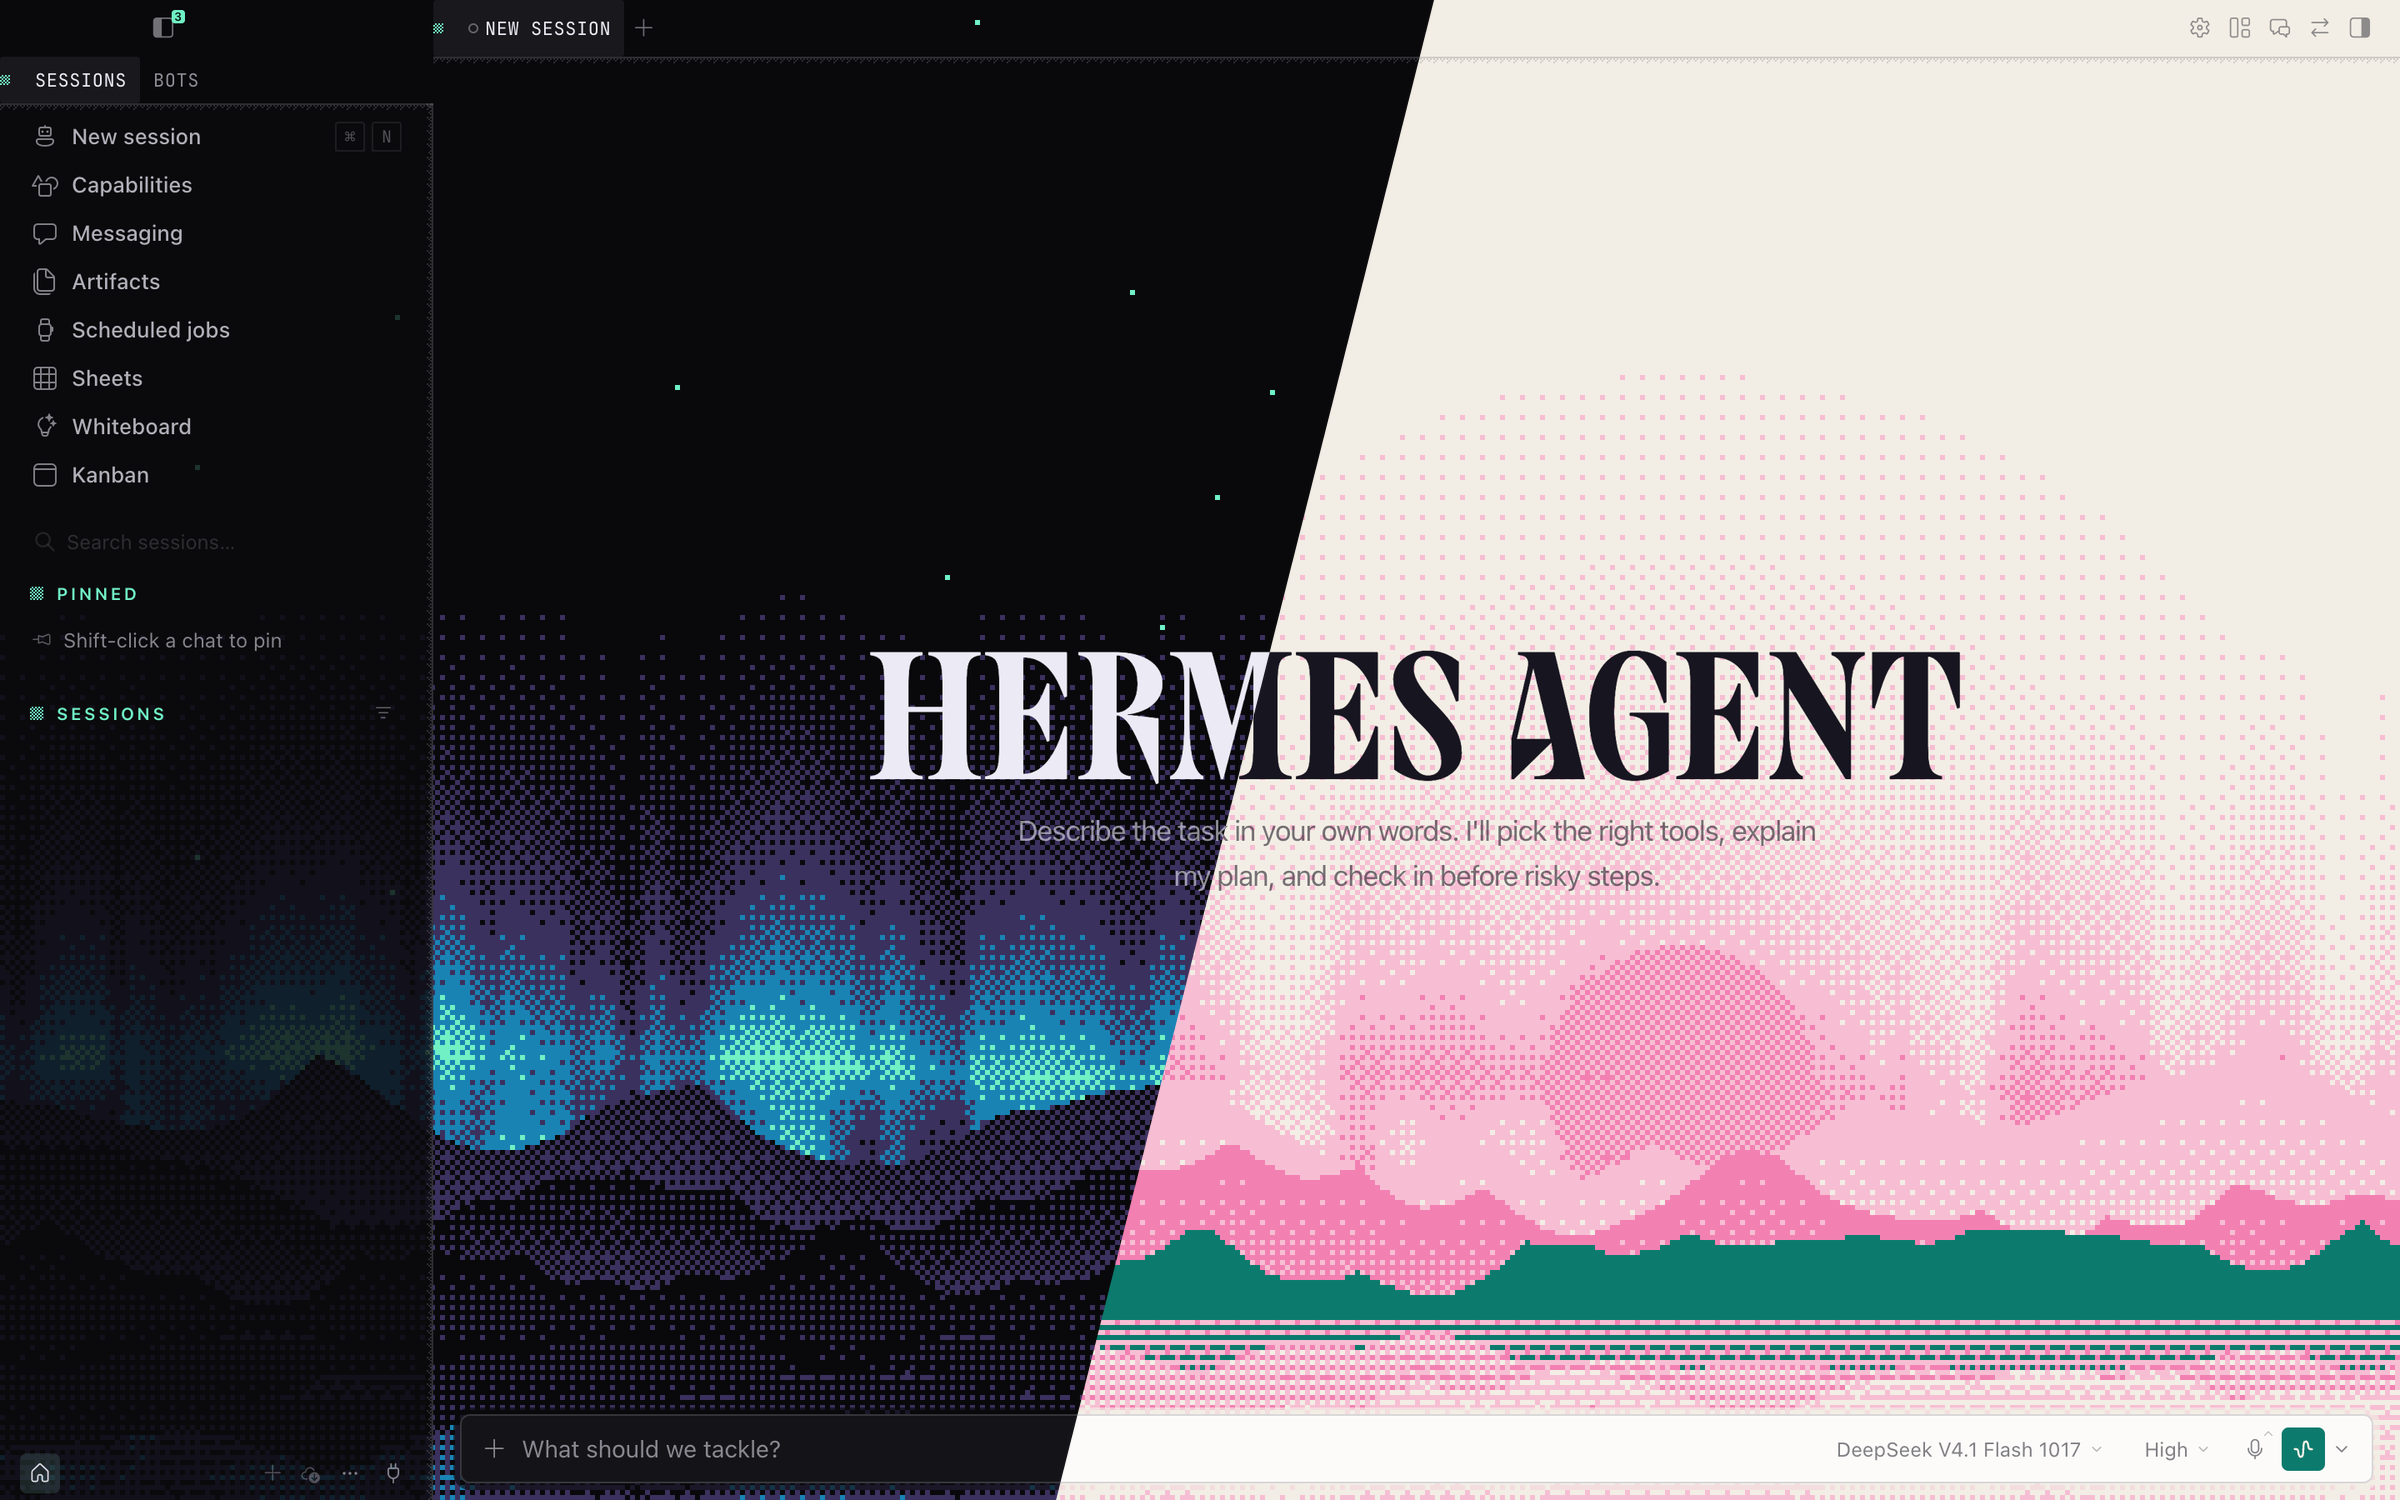 3
NEW SESSION
SESSIONS
BOTS
New session
⌘ N
Capabilities
Messaging
Artifacts
Scheduled jobs
Sheets
Whiteboard
Kanban
Search sessions...
PINNED
Shift-click a chat to pin
SESSIONS
HERMES AGENT
Describe the task in your own words. I'll pick the right tools, explain
my plan, and check in before risky steps.
What should we tackle?
DeepSeek V4.1 Flash 1017
High